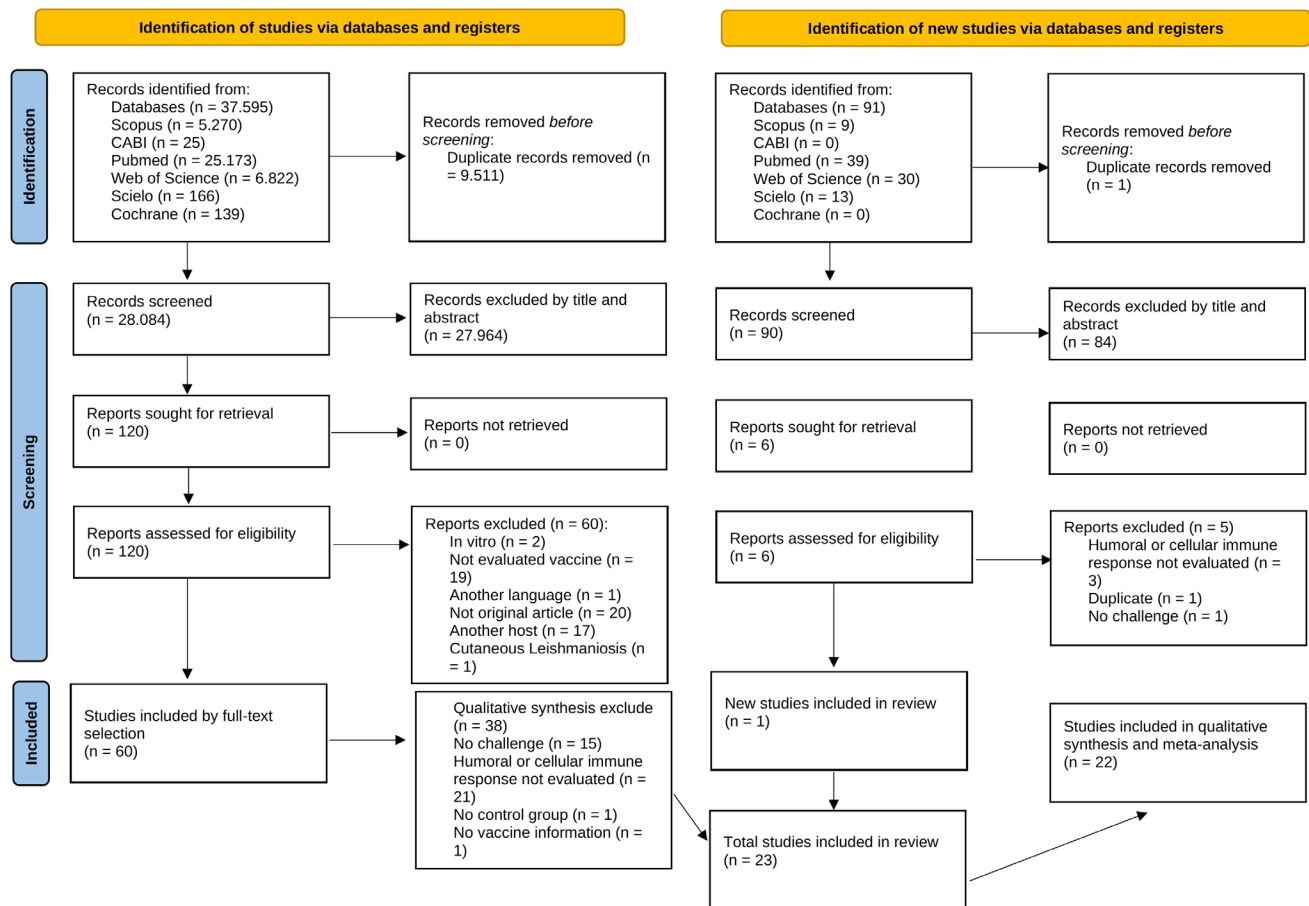 Identification of studies via databases and registers
Identification of new studies via databases and registers
Identification
Records identified from:
Databases (n = 37.595)
Scopus (n = 5.270)
CABI (n = 25)
Pubmed (n = 25.173)
Web of Science (n = 6.822)
Scielo (n = 166)
Cochrane (n = 139)
Records removed before
screening:
Duplicate records removed (n
= 9.511)
Records identified from:
Databases (n = 91)
Scopus (n = 9)
CABI (n = 0)
Pubmed (n = 39)
Web of Science (n = 30)
Scielo (n = 13)
Cochrane (n = 0)
Records removed before
screening:
Duplicate records removed
(n = 1)
Screening
Records screened
(n = 28.084)
Records excluded by title and
abstract
(n = 27.964)
Records screened
(n = 90)
Records excluded by title and
abstract
(n = 84)
Reports sought for retrieval
(n = 120)
Reports not retrieved
(n = 0)
Reports sought for retrieval
(n = 6)
Reports not retrieved
(n = 0)
Reports assessed for eligibility
(n = 120)
Reports excluded (n = 60):
In vitro (n = 2)
Not evaluated vaccine (n =
19)
Another language (n = 1)
Not original article (n = 20)
Another host (n = 17)
Cutaneous Leishmaniosis (n
= 1)
Reports assessed for eligibility
(n = 6)
Reports excluded (n = 5)
Humoral or cellular immune
response not evaluated (n =
3)
Duplicate (n = 1)
No challenge (n = 1)
Included
Studies included by full-text
selection
(n = 60)
Qualitative synthesis exclude
(n = 38)
No challenge (n = 15)
Humoral or cellular immune
response not evaluated (n =
21)
No control group (n = 1)
No vaccine information (n =
1)
New studies included in review
(n = 1)
Studies included in qualitative
synthesis and meta-analysis
(n = 22)
Total studies included in review
(n = 23)